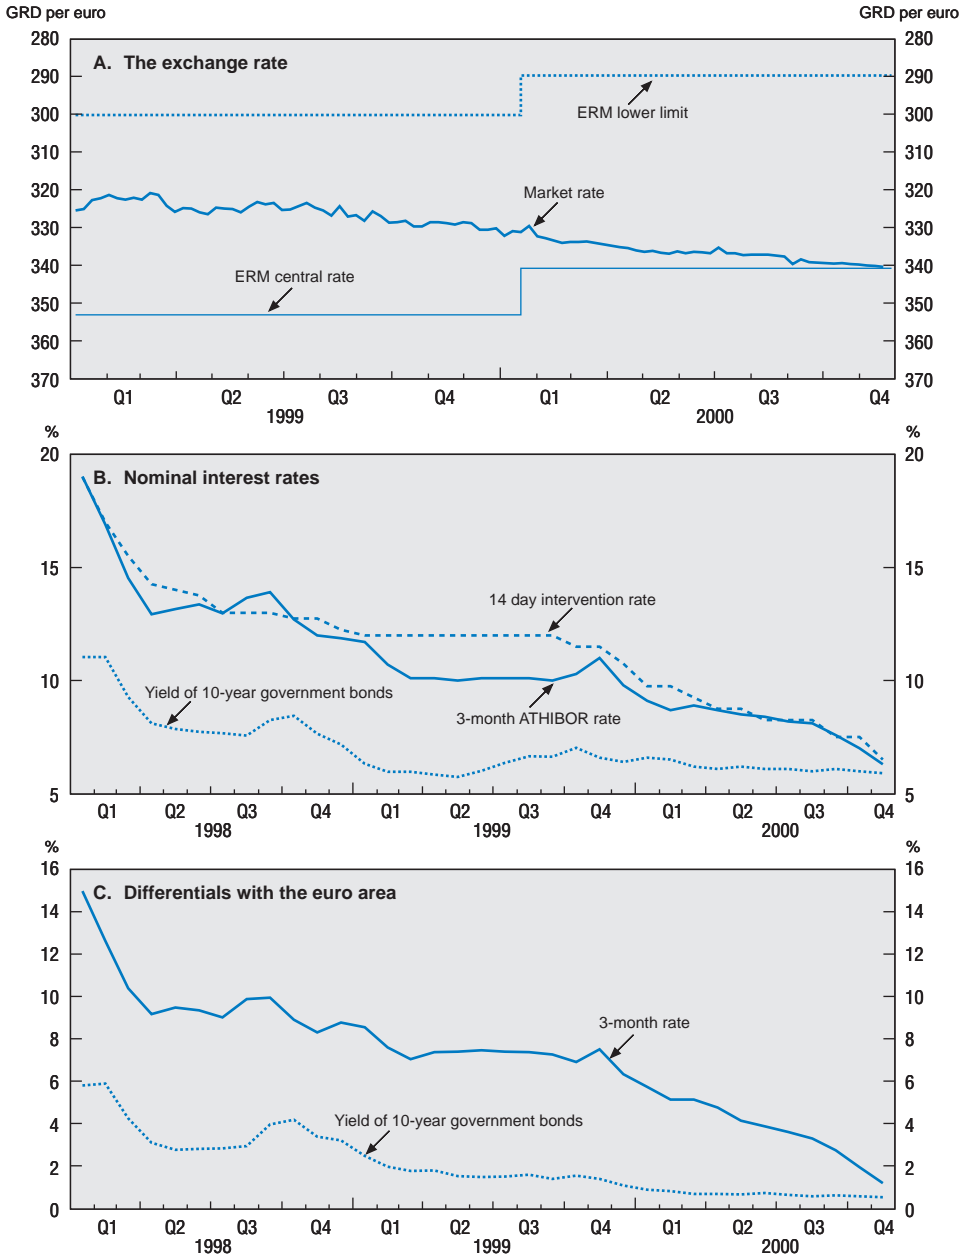 GRD per euro GRD per euro
280 280
A. The exchange rate
290 290
ERM lower limit
300 300
310 310
320 320
Market rate
330 330
340 340
ERM central rate
350 350
360 360
370 370
Q1 Q2 Q3 Q4 Q1 Q2 Q3 Q4
1999 2000
% %
20 20
B. Nominal interest rates
15 15
14 day intervention rate
10 10
Yield of 10-year government bonds
3-month ATHIBOR rate
5 5
Q1 Q2 Q3 Q4 Q1 Q2 Q3 Q4 Q1 Q2 Q3 Q4
1998 1999 2000
% %
16 16
C. Differentials with the euro area
14 14
12 12
10 10
3-month rate
8 8
6 6
Yield of 10-year government bonds
4 4
2 2
0 0
Q1 Q2 Q3 Q4 Q1 Q2 Q3 Q4 Q1 Q2 Q3 Q4
1998 1999 2000